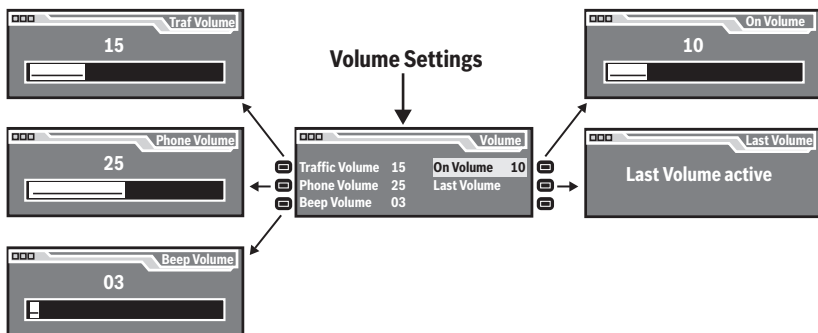 Traf Volume
15
On Volume
10
Volume Settings
Phone Volume
25
Volume
Traffic Volume 15 On Volume 10
Phone Volume 25 Last Volume
Beep Volume 03
Last Volume
Last Volume active
Beep Volume
03